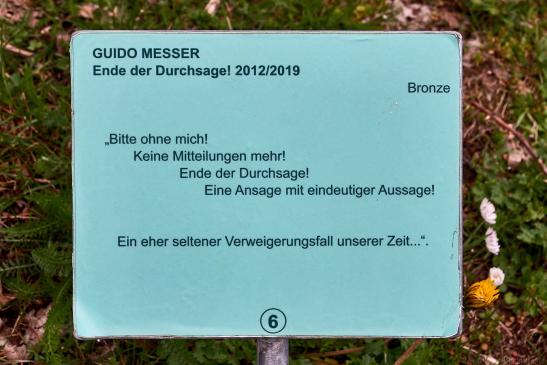 GUIDO MESSER
Ende der Durchsage! 2012/2019
Bronze
„Bitte ohne mich!
Keine Mitteilungen mehr!
Ende der Durchsage!
Eine Ansage mit eindeutiger Aussage!
Ein eher seltener Verweigerungsfall unserer Zeit...“.
6